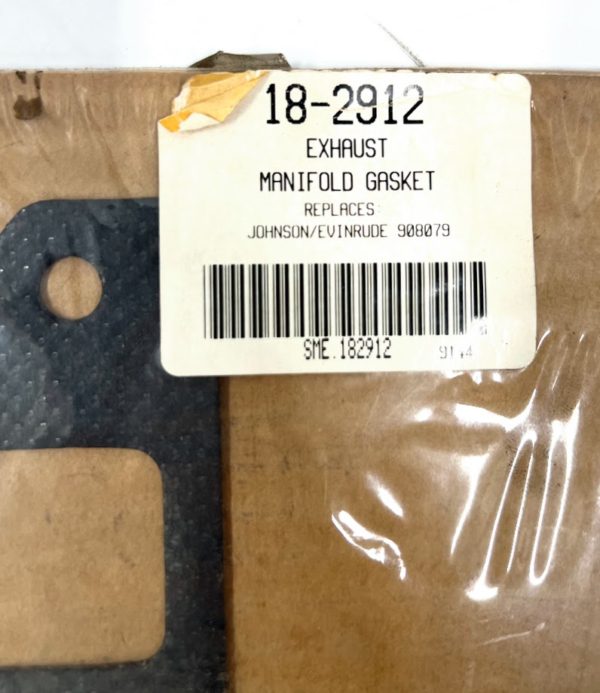 18-2912
EXHAUST
MANIFOLD GASKET
REPLACES
JOHNSON/EVINRUDE 908079
SME.182912